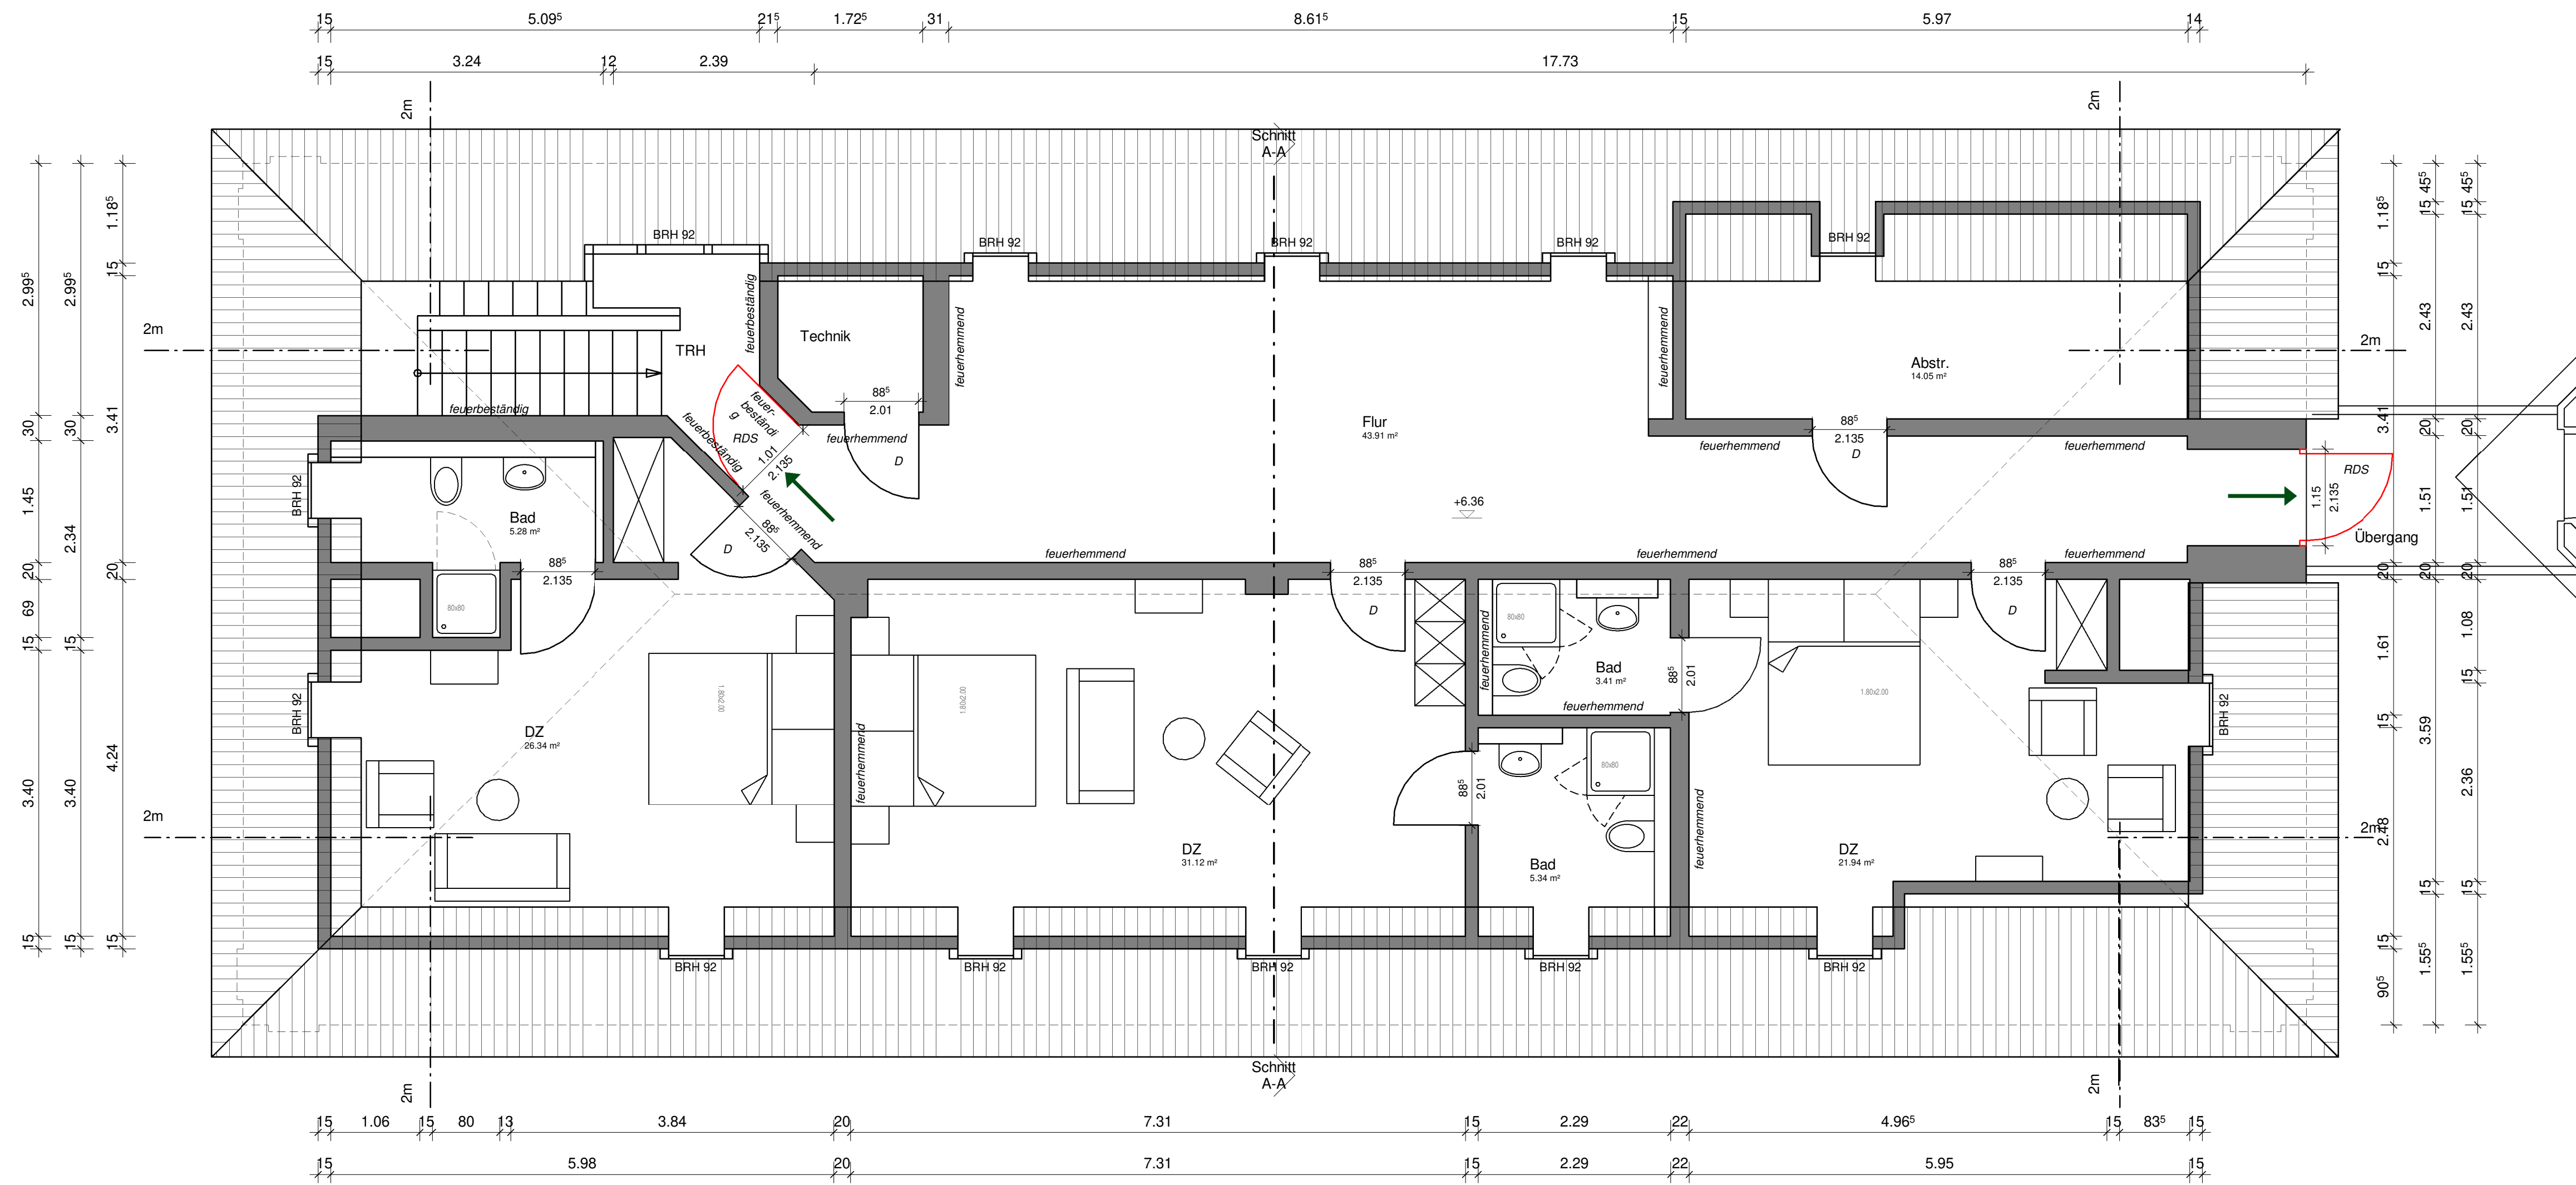 15 5.09⁵ 21⁵ 1.72⁵ 31 8.61⁵ 15 5.97 14
15 3.24 12 2.39 17.73
2m 2m
Schnitt
A-A
1.18⁵ 15 3.41 20 4.24 15
2.99⁵ 30 2.34 15 3.40 15
2.99⁵ 30 1.45 20 69 15 3.40 15
1.18⁵ 15 3.41 20 1.51 20 1.61 15 2.48 15 90⁵
45⁵ 15 2.43 20 1.51 20 3.59 15 1.55⁵
45⁵ 15 2.43 20 1.51 20 1.08 15 2.36 15 1.55⁵
BRH 92
BRH 92
BRH 92
BRH 92
BRH 92
2m
2m
TRH
feuerbeständig
Technik
feuerhemmend
feuerhemmend
Abstr.
14.05 m²
88⁵
2.01
feuerhemmend
D
feuerbeständig
feuerbeständig
feuer-
beständi
g
RDS
1.01
2.135
feuerhemmend
Flur
43.91 m²
+6.36
feuerhemmend
88⁵
2.135
D
feuerhemmend
RDS
1.15
2.135
Übergang
BRH 92
Bad
5.28 m²
88⁵
2.135
D
88⁵
2.135
80x80
feuerhemmend
88⁵
2.135
D
feuerhemmend
88⁵
2.135
D
feuerhemmend
BRH 92
DZ
26.34 m²
1.80x2.00
feuerhemmend
1.80x2.00
DZ
31.12 m²
feuerhemmend
80x80
Bad
3.41 m²
feuerhemmend
88⁵
2.01
88⁵
2.01
80x80
Bad
5.34 m²
feuerhemmend
1.80x2.00
DZ
21.94 m²
BRH 92
2m
2m
BRH 92
BRH 92
BRH 92
BRH 92
BRH 92
Schnitt
A-A
2m 2m
15 1.06 15 80 13 3.84 20 7.31 15 2.29 22 4.96⁵ 15 83⁵ 15
15 5.98 20 7.31 15 2.29 22 5.95 15